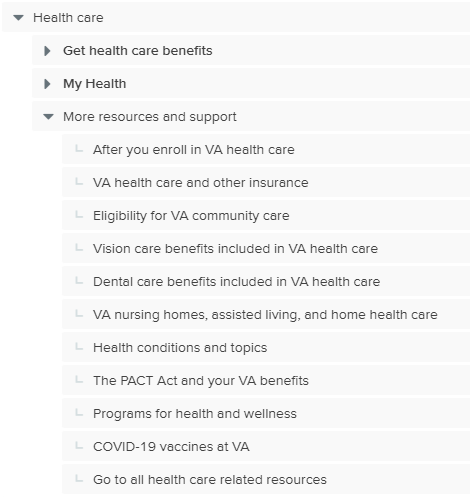 Health care
Get health care benefits
My Health
More resources and support
After you enroll in VA health care
VA health care and other insurance
Eligibility for VA community care
Vision care benefits included in VA health care
Dental care benefits included in VA health care
VA nursing homes, assisted living, and home health care
Health conditions and topics
The PACT Act and your VA benefits
Programs for health and wellness
COVID-19 vaccines at VA
Go to all health care related resources